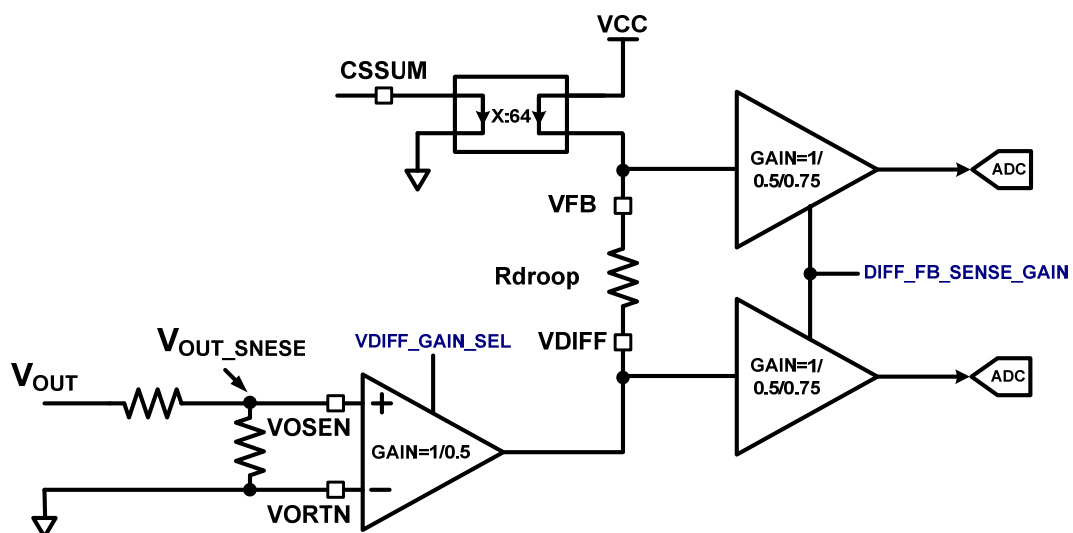 VCC
CSSUM
X:64
GAIN=1/
0.5/0.75
ADC
VFB
Rdroop
DIFF_FB_SENSE_GAIN
VDIFF
VDIFF_GAIN_SEL
VOUT_SNESE
VOUT
VOSEN
GAIN=1/0.5
VORTN
GAIN=1/
0.5/0.75
ADC